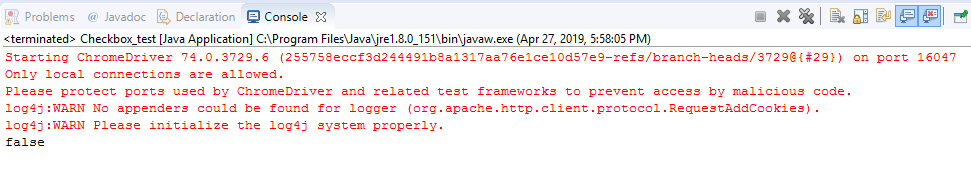 Problems @ Javadoc Declaration Console
<terminated> Checkbox_test [Java Application] C:\Program Files\Java\jre1.8.0_151\bin\javaw.exe (Apr 27, 2019, 5:58:05 PM)
Starting ChromeDriver 74.0.3729.6 (255758eccf3d244491b8a1317aa76e1ce10d57e9-refs/branch-heads/3729@{#29}) on port 16047
Only local connections are allowed.
Please protect ports used by ChromeDriver and related test frameworks to prevent access by malicious code.
log4j:WARN No appenders could be found for logger (org.apache.http.client.protocol.RequestAddCookies).
log4j:WARN Please initialize the log4j system properly.
false